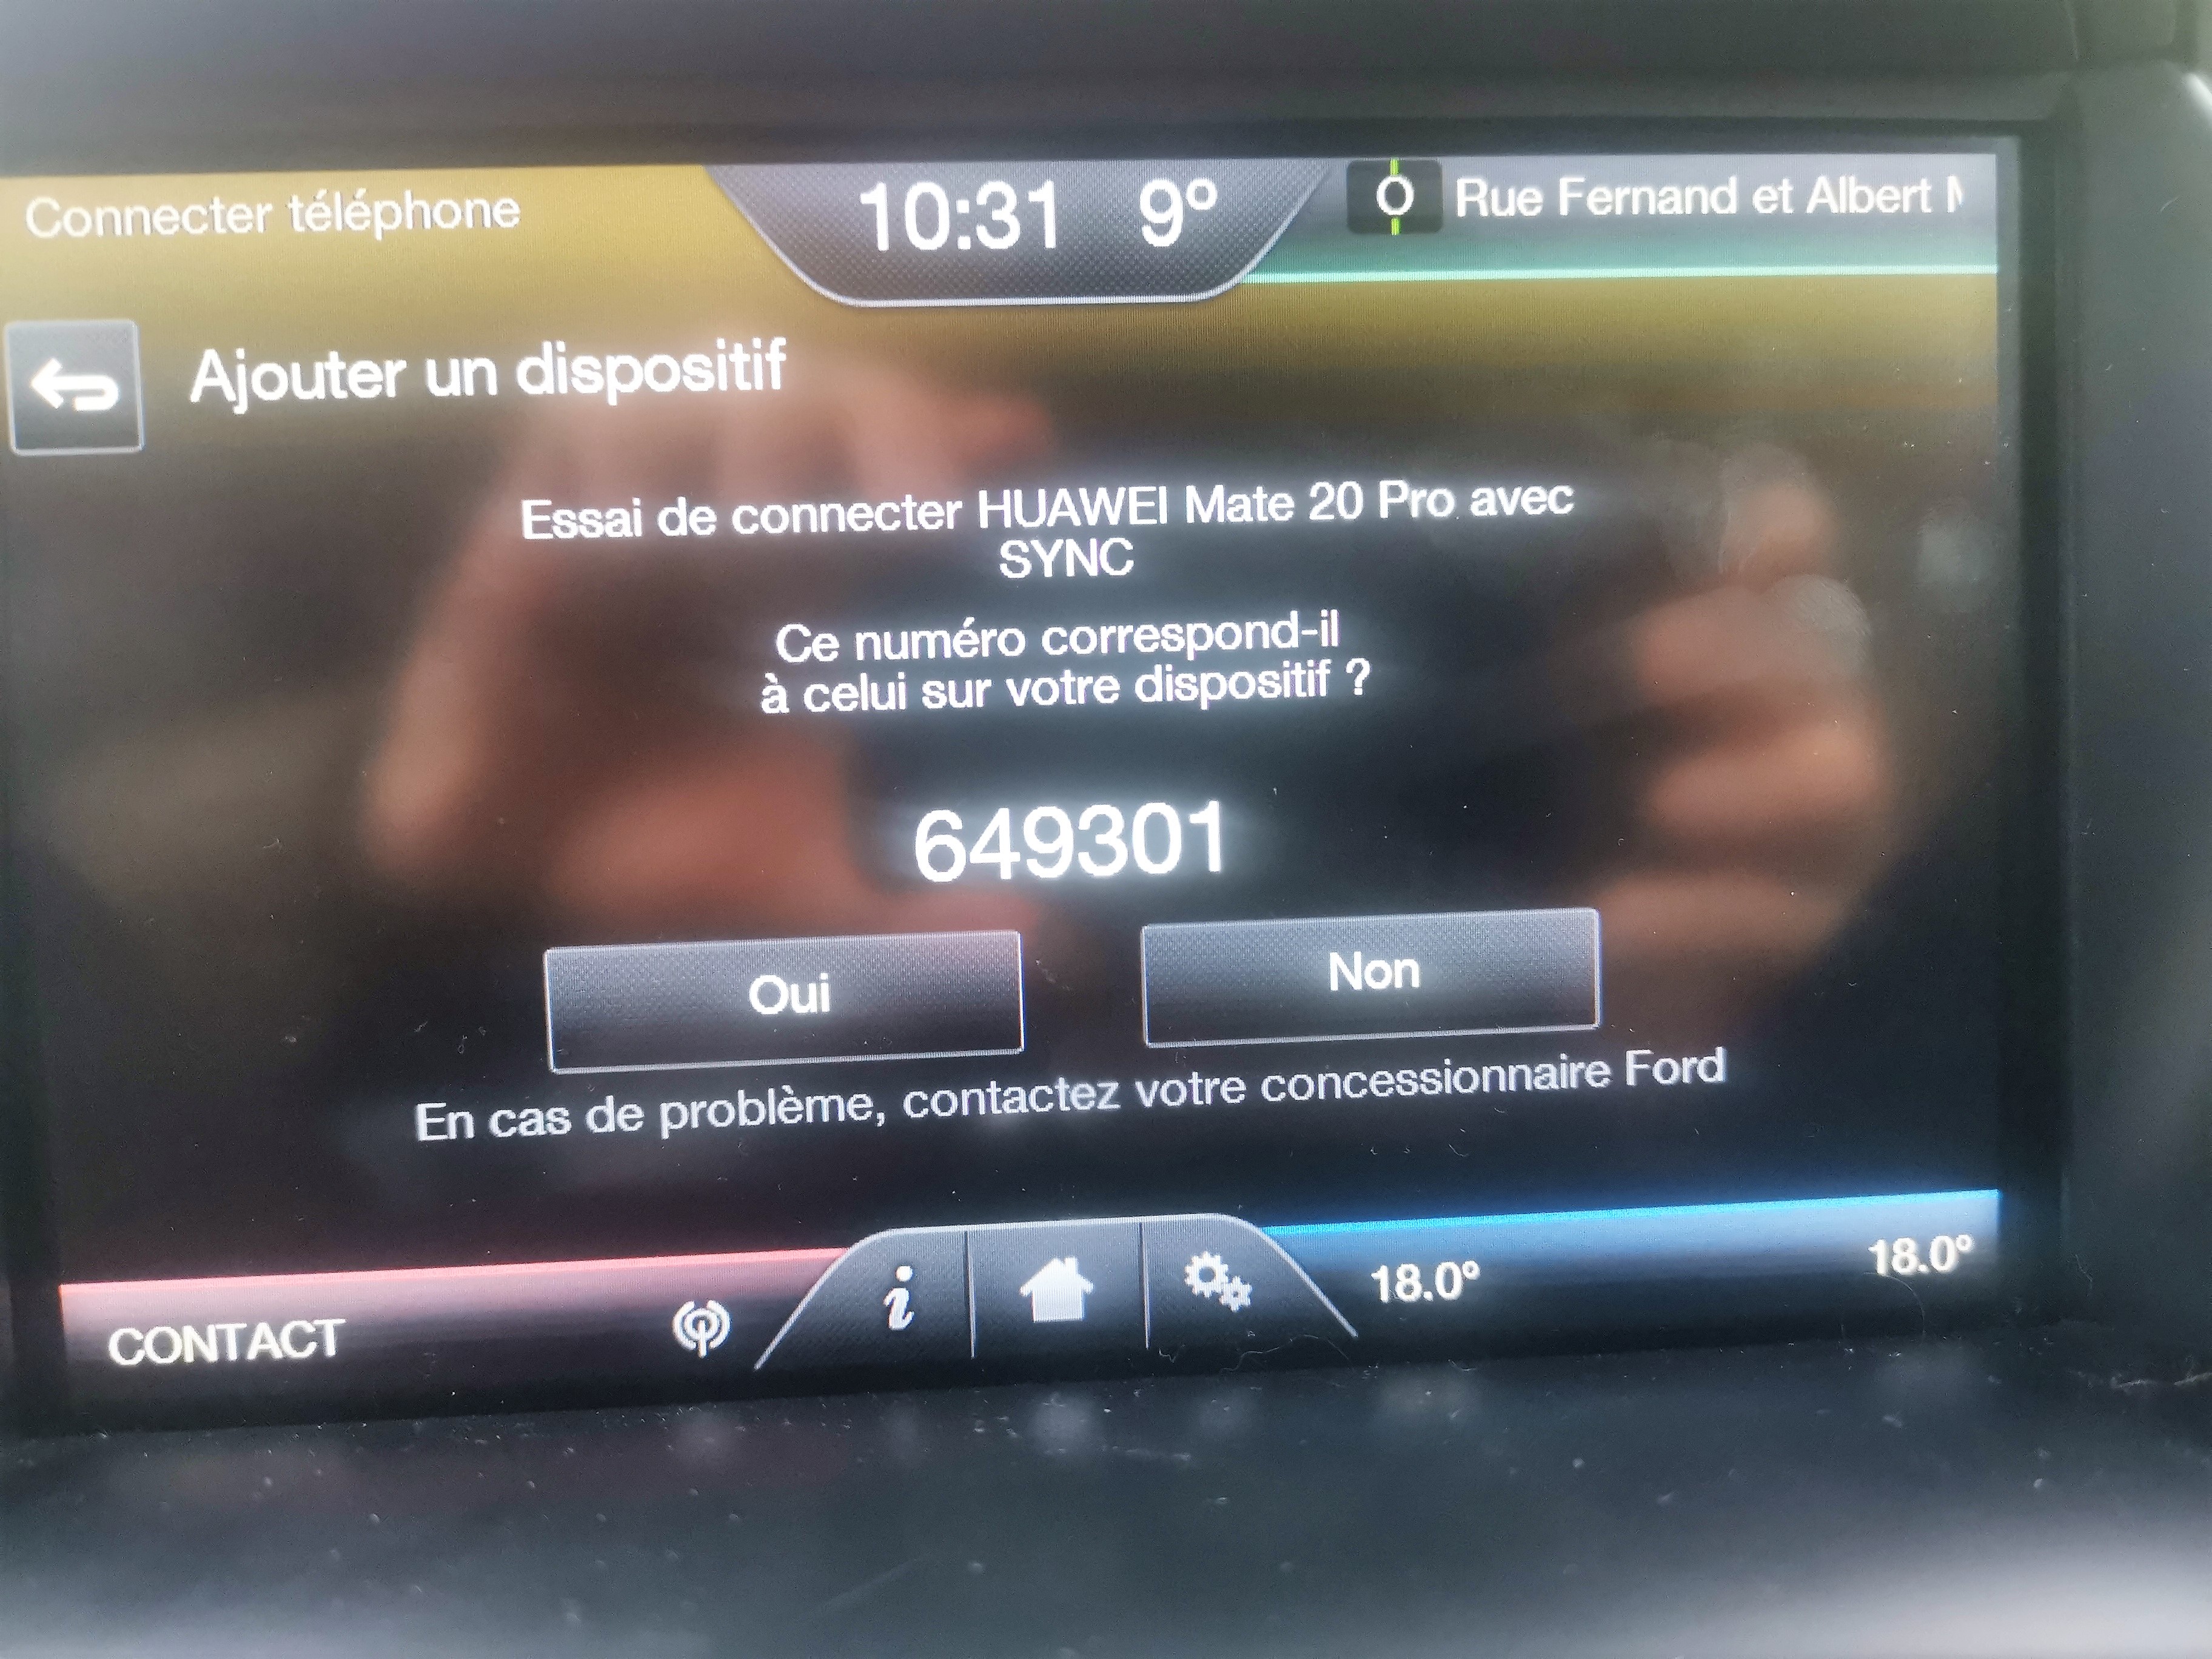 Connecter téléphone
10:31 9°
Rue Fernand et Albert
Ajouter un dispositif
Essai de connecter HUAWEI Mate 20 Pro avec
SYNC
Ce numéro correspond-il
à celui sur votre dispositif ?
649301
Oui
Non
En cas de problème, contactez votre concessionnaire Ford
CONTACT
18.0°
18.0°